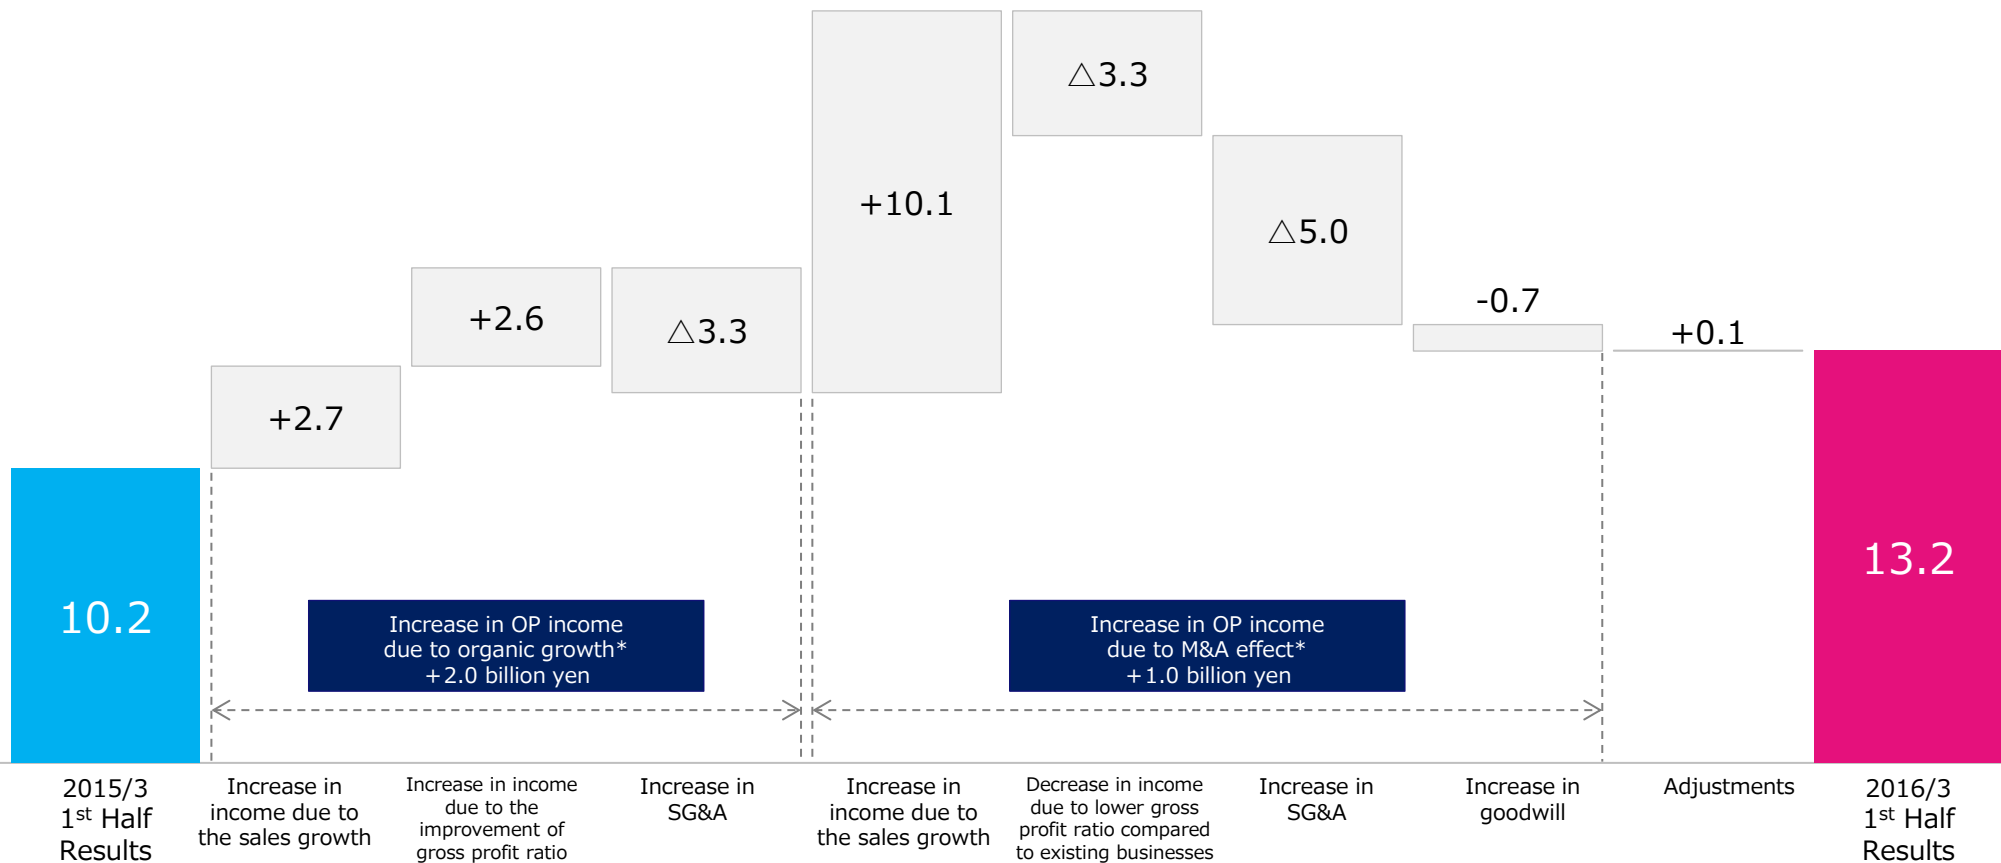 +10.1
△3.3
△5.0
-0.7
+0.1
+2.6
△3.3
+2.7
10.2
13.2
Increase in OP income
due to organic growth*
+2.0 billion yen
Increase in OP income
due to M&A effect*
+1.0 billion yen
2015/3
1st Half
Results
Increase in
income due to
the sales growth
Increase in income
due to the
improvement of
gross profit ratio
Increase in
SG&A
Increase in
income due to
the sales growth
Decrease in income
due to lower gross
profit ratio compared
to existing businesses
Increase in
SG&A
Increase in
goodwill
Adjustments
2016/3
1st Half
Results